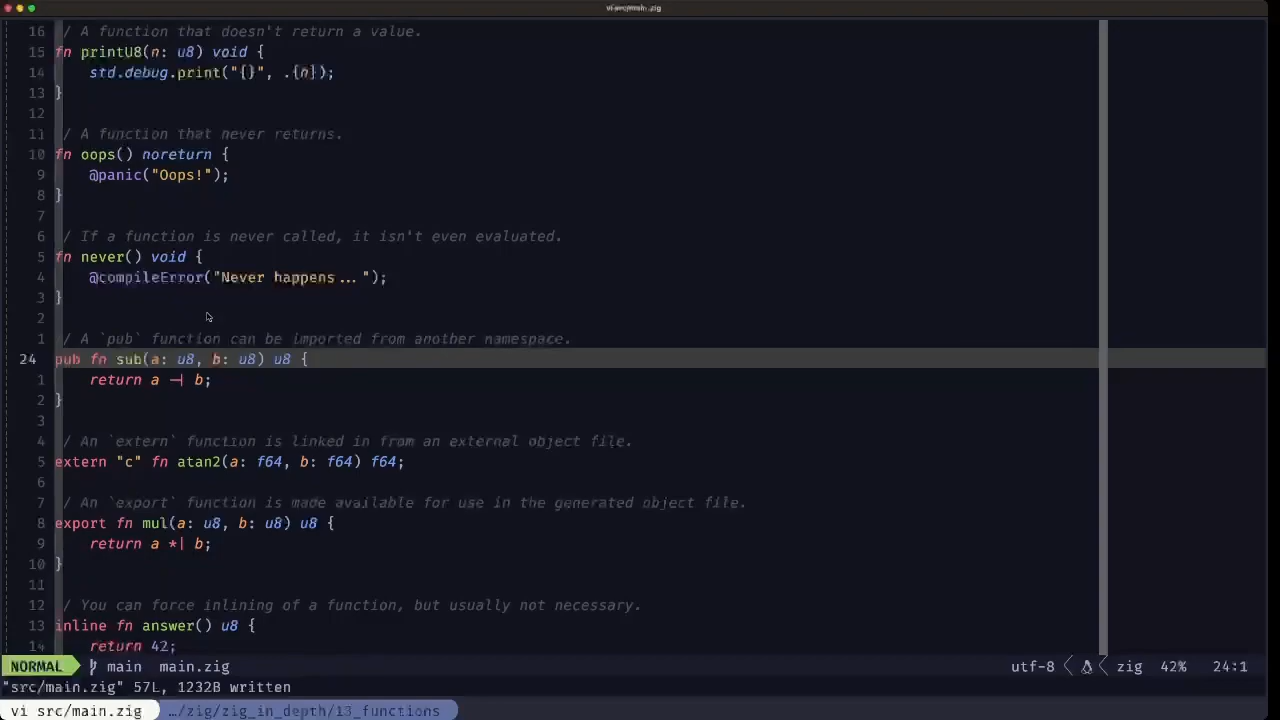 vi src/main.zig
16 / A function that doesn't return a value.
15 fn printU8(n: u8) void {
14     std.debug.print("{}", .{n});
13 }
12
11 / A function that never returns.
10 fn oops() noreturn {
9     @panic("Oops!");
8 }
7
6 / If a function is never called, it isn't even evaluated.
5 fn never() void {
4     @compileError("Never happens...");
3 }
2
1 / A `pub` function can be imported from another namespace.
24 pub fn sub(a: u8, b: u8) u8 {
1     return a -| b;
2 }
3
4 / An `extern` function is linked in from an external object file.
5 extern "c" fn atan2(a: f64, b: f64) f64;
6
7 / An `export` function is made available for use in the generated object file.
8 export fn mul(a: u8, b: u8) u8 {
9     return a *| b;
10 }
11
12 / You can force inlining of a function, but usually not necessary.
13 inline fn answer() u8 {
14     return 42;
NORMAL main main.zig utf-8 zig 42% 24:1
"src/main.zig" 57L, 1232B written
vi src/main.zig …/zig/zig_in_depth/13_functions